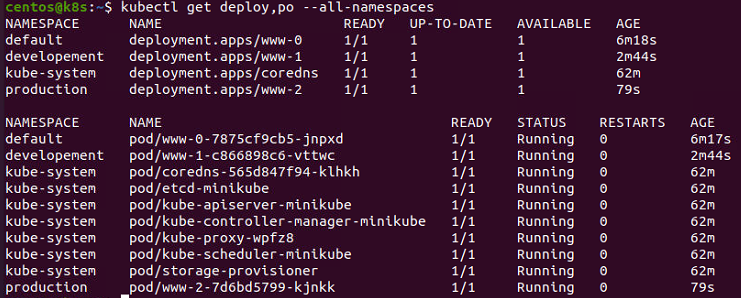 centos@k8s:~$ kubectl get deploy,po --all-namespaces
NAMESPACE NAME READY UP-TO-DATE AVAILABLE AGE
default deployment.apps/www-0 1/1 1 1 6m18s
developement deployment.apps/www-1 1/1 1 1 2m44s
kube-system deployment.apps/coredns 1/1 1 1 62m
production deployment.apps/www-2 1/1 1 1 79s
NAMESPACE NAME READY STATUS RESTARTS AGE
default pod/www-0-7875cf9cb5-jnpxd 1/1 Running 0 6m17s
developement pod/www-1-c866898c6-vttwc 1/1 Running 0 2m44s
kube-system pod/coredns-565d847f94-klhkh 1/1 Running 0 62m
kube-system pod/etcd-minikube 1/1 Running 0 62m
kube-system pod/kube-apiserver-minikube 1/1 Running 0 62m
kube-system pod/kube-controller-manager-minikube 1/1 Running 0 62m
kube-system pod/kube-proxy-wpfz8 1/1 Running 0 62m
kube-system pod/kube-scheduler-minikube 1/1 Running 0 62m
kube-system pod/storage-provisioner 1/1 Running 0 62m
production pod/www-2-7d6bd5799-kjnkk 1/1 Running 0 79s